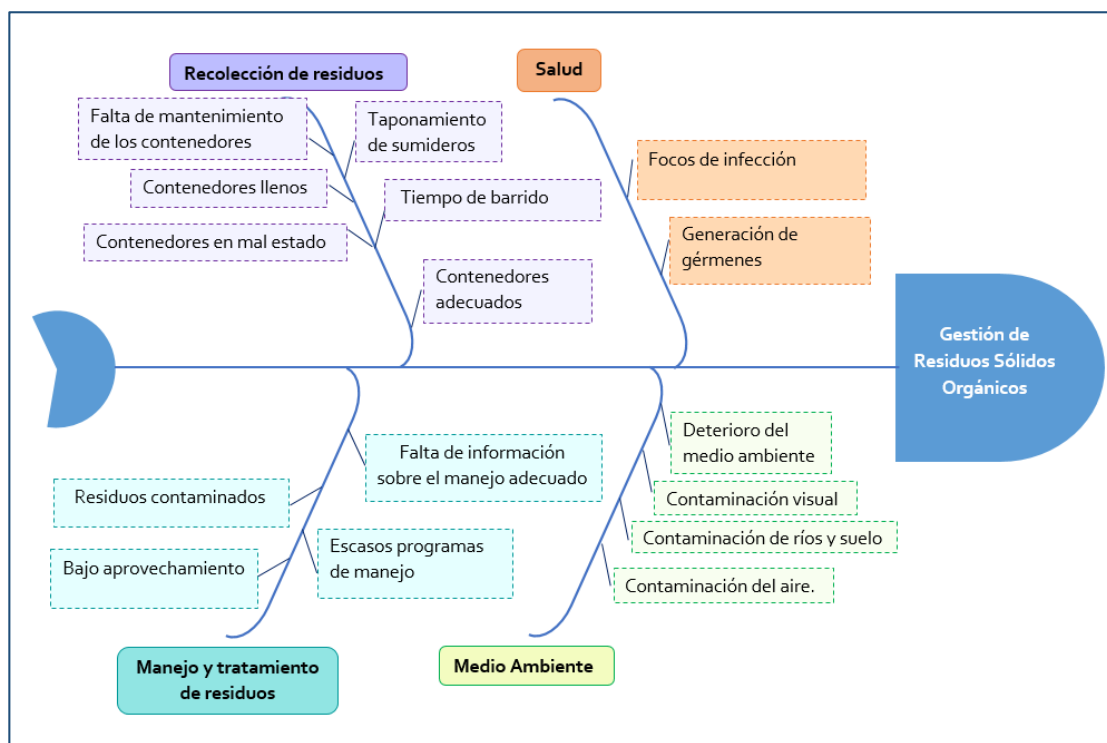 Recolección de residuos
Falta de mantenimiento
de los contenedores
Taponamiento
de sumideros
Contenedores llenos
Tiempo de barrido
Contenedores en mal estado
Contenedores
adecuados
Salud
Focos de infección
Generación de
gérmenes
Gestión de
Residuos Sólidos
Orgánicos
Falta de información
sobre el manejo adecuado
Residuos contaminados
Escasos programas
de manejo
Bajo aprovechamiento
Manejo y tratamiento
de residuos
Deterioro del
medio ambiente
Contaminación visual
Contaminación de ríos y suelo
Contaminación del aire.
Medio Ambiente